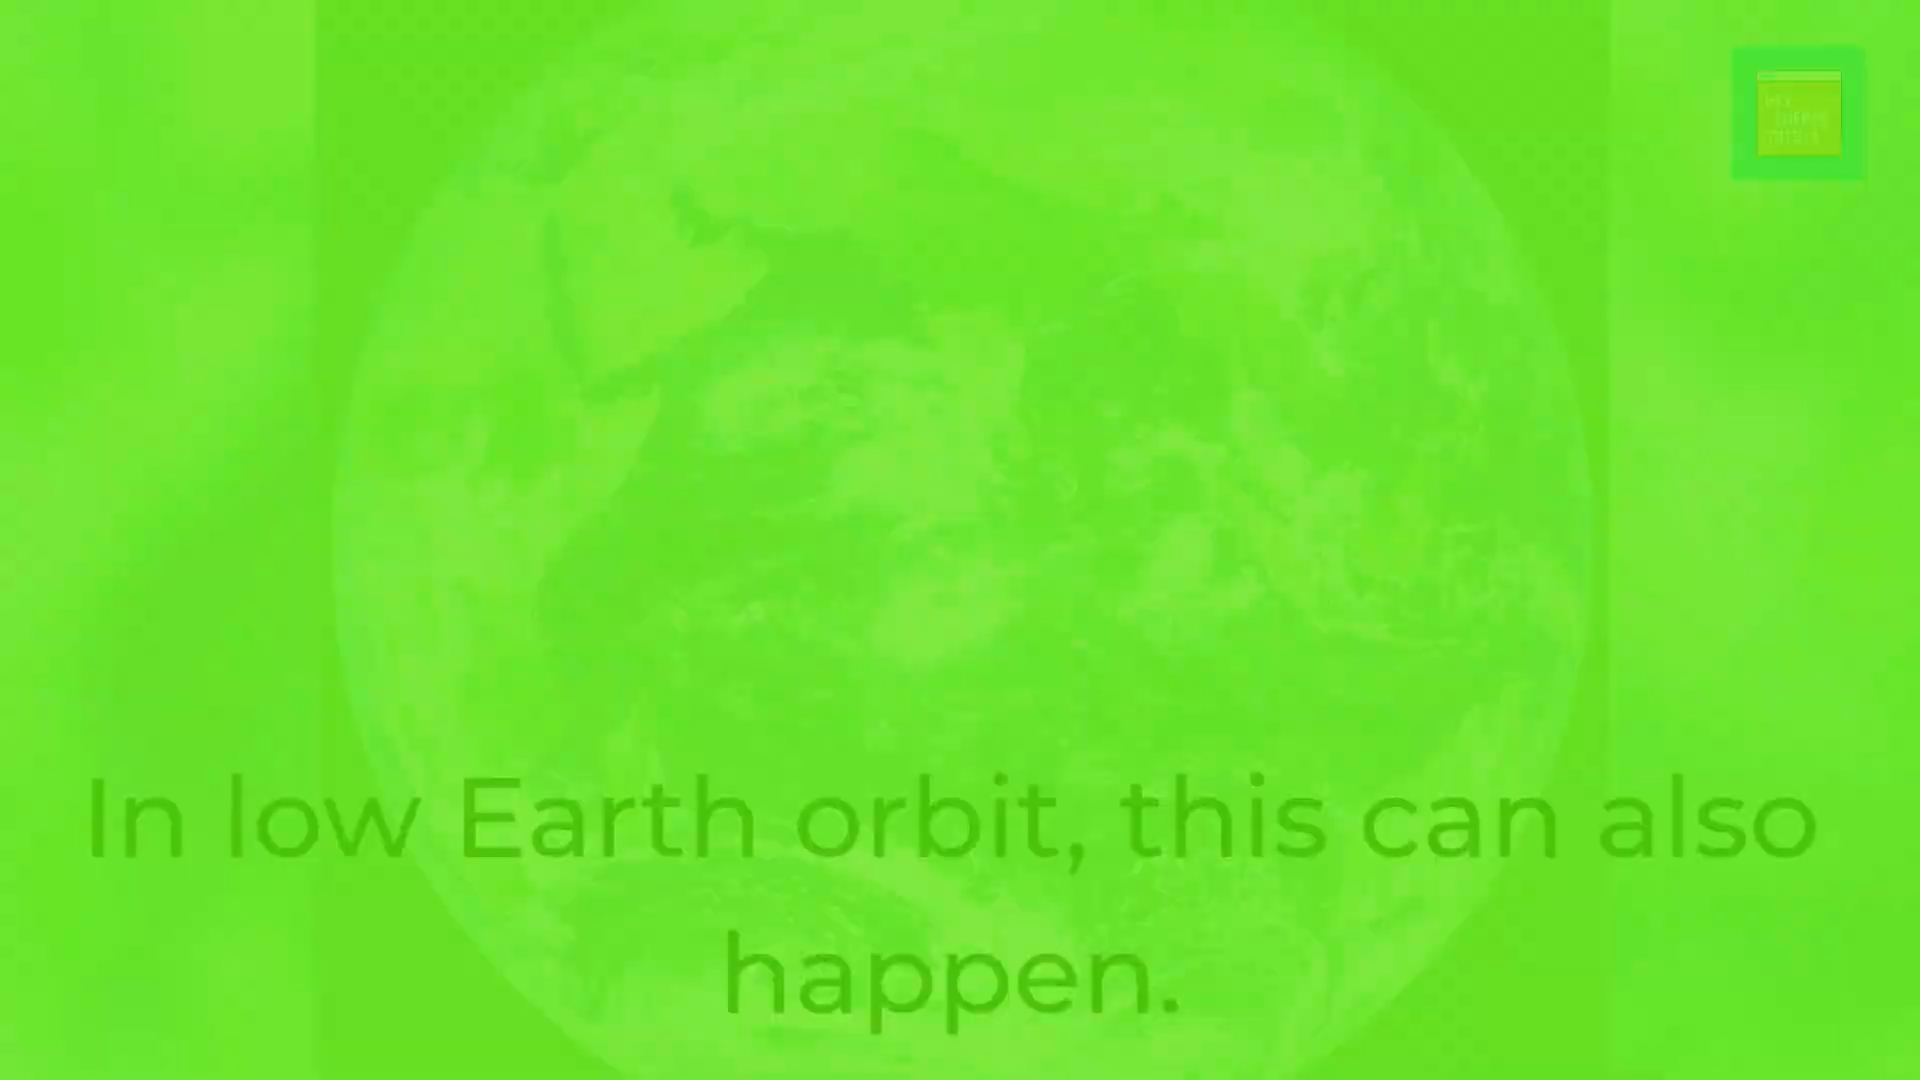 In low Earth orbit, this can also
happen.